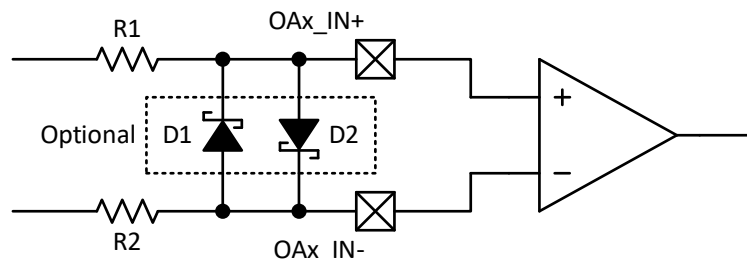 R1
OAx_IN+
Optional
D1
D2
+
−
R2
OAx_IN-